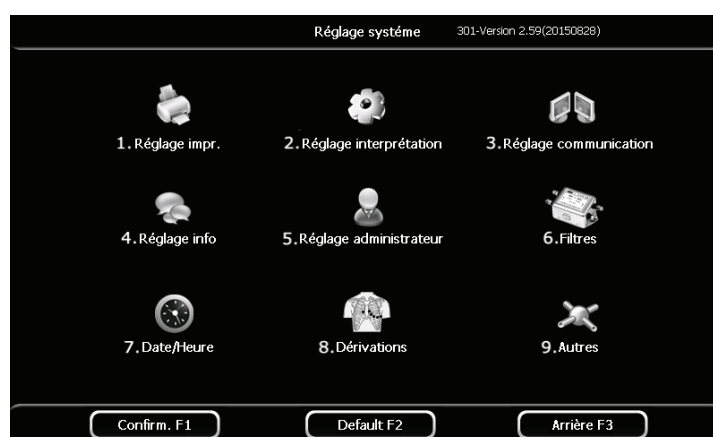 Réglage systéme 301-Version 2.59(20150828)
1.Réglage impr. 2.Réglage interprétation 3.Réglage communication
4.Réglage info 5.Réglage administrateur 6.Filtres
7.Date/Heure 8.Dérivations 9.Autres
Confirm. F1 Default F2 Arrière F3